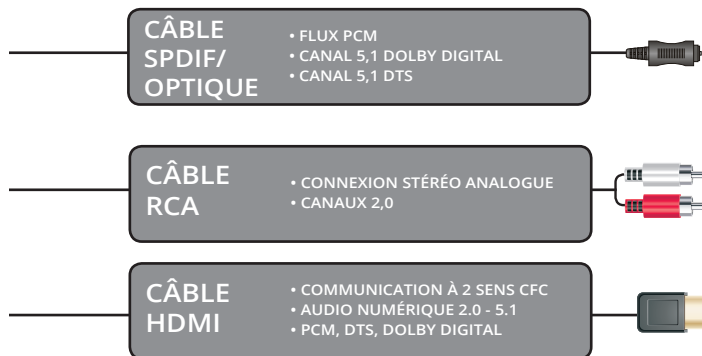 CÂBLE
SPDIF/
OPTIQUE
• FLUX PCM
• CANAL 5,1 DOLBY DIGITAL
• CANAL 5,1 DTS
CÂBLE
RCA
• CONNEXION STÉRÉO ANALOGUE
• CANAUX 2,0
CÂBLE
HDMI
• COMMUNICATION À 2 SENS CFC
• AUDIO NUMÉRIQUE 2.0 - 5.1
• PCM, DTS, DOLBY DIGITAL